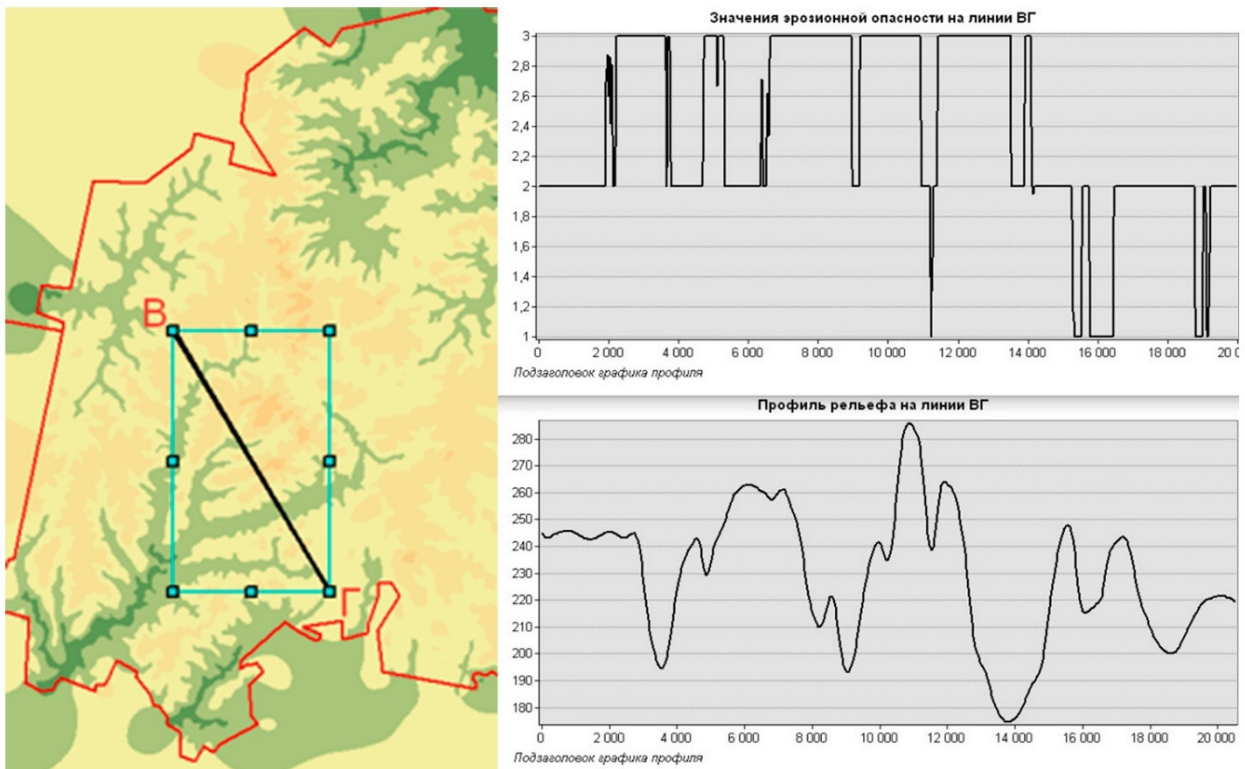 В
Г
Значения эрозионной опасности на линии ВГ
3
2,8
2,6
2,4
2,2
2
1,8
1,6
1,4
1,2
1
0 2 000 4 000 6 000 8 000 10 000 12 000 14 000 16 000 18 000 20 0
Подзаголовок графика профиля
Профиль рельефа на линии ВГ
280
270
260
250
240
230
220
210
200
190
180
0 2 000 4 000 6 000 8 000 10 000 12 000 14 000 16 000 18 000 20 000
Подзаголовок графика профиля